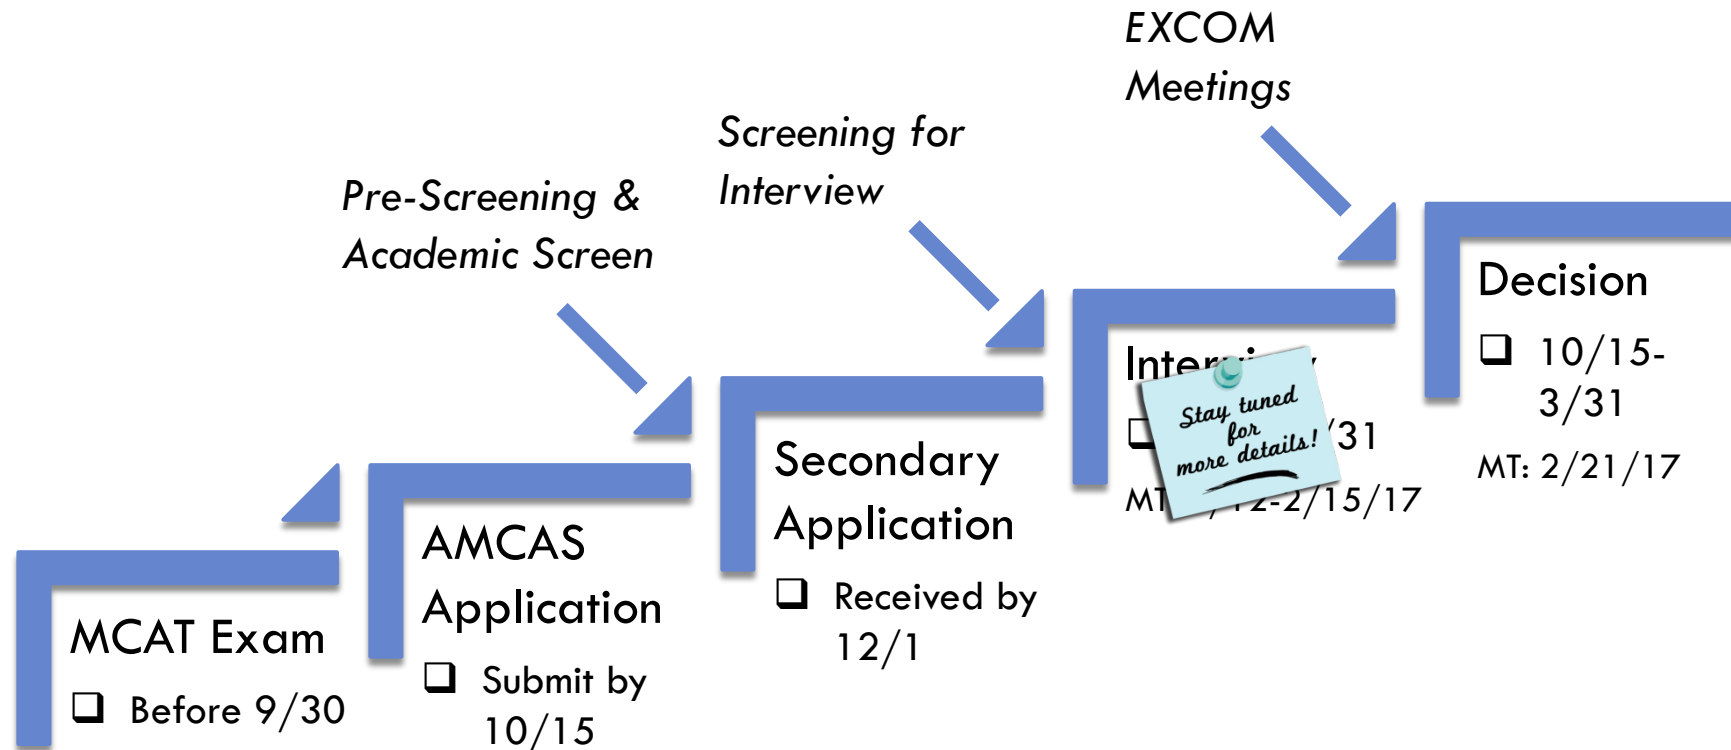 EXCOM
Meetings
Screening for
Interview
Pre-Screening &
Academic Screen
MCAT Exam
❑ Before 9/30
AMCAS
Application
❑ Submit by
10/15
Secondary
Application
❑ Received by
12/1
Interview
/31
2-2/15/17
Stay tuned
for
more details!
Decision
❑ 10/15-
3/31
MT: 2/21/17